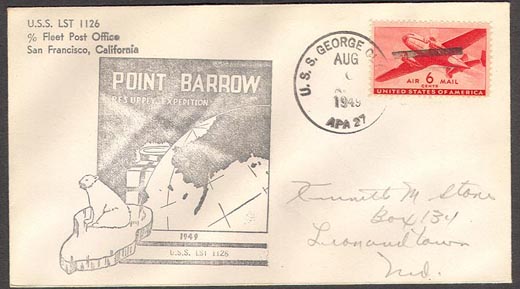 U.S.S. LST 1126
% Fleet Post Office
San Francisco, California
POINT BARROW
RESUPPLY EXPEDITION
1949
U.S.S. LST 1126
U. S. S. GEORGE CL
AUG
1949
APA 27
6
CENTS
AIR MAIL
UNITED STATES OF AMERICA
Kenneth M Stone
Box 134
Leonardtown
Md.